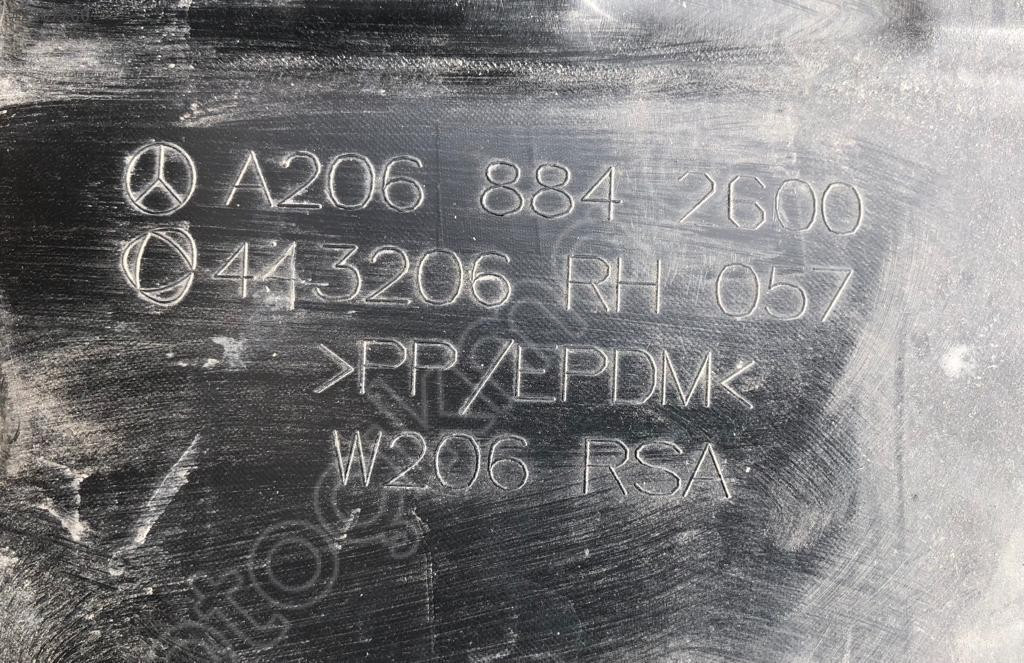 A206 884 2600
443206 RH 057
>PP/EPDM<
W206 RSA